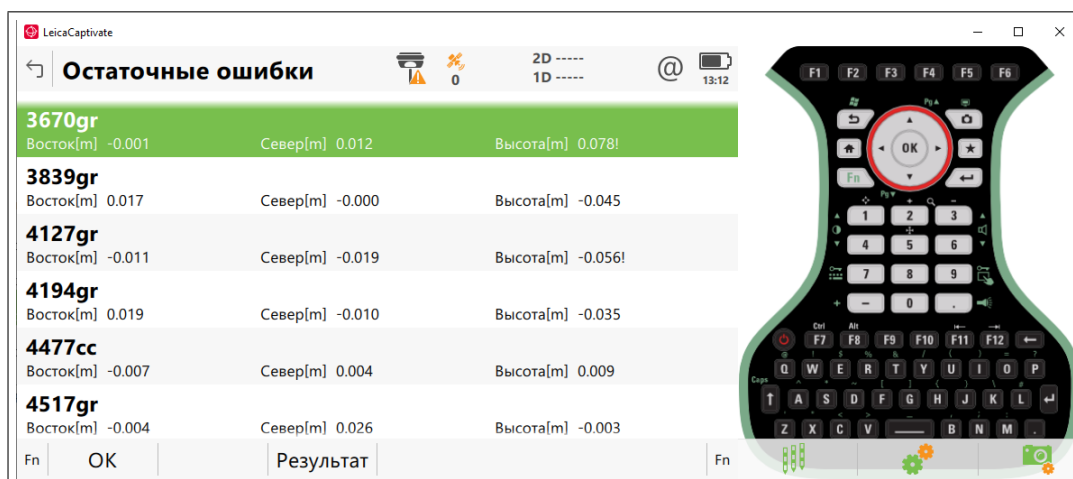 LeicaCaptivate
Остаточные ошибки
0
2D -----
1D -----
@
13:12
3670gr
Восток[m] -0.001 Север[m] 0.012 Высота[m] 0.078!
3839gr
Восток[m] 0.017 Север[m] -0.000 Высота[m] -0.045
4127gr
Восток[m] -0.011 Север[m] -0.019 Высота[m] -0.056!
4194gr
Восток[m] 0.019 Север[m] -0.010 Высота[m] -0.035
4477cc
Восток[m] -0.007 Север[m] 0.004 Высота[m] 0.009
4517gr
Восток[m] -0.004 Север[m] 0.026 Высота[m] -0.003
Fn OK Результат Fn
F1 F2 F3 F4 F5 F6
Pg
OK
Fn
Pg
1 2 3
4 5 6
7 8 9
+ - 0 .
Ctrl Alt
F7 F8 F9 F10 F11 F12
Q W E R T Y U I O P
Caps
A S D F G H J K L
Z X C V B N M .